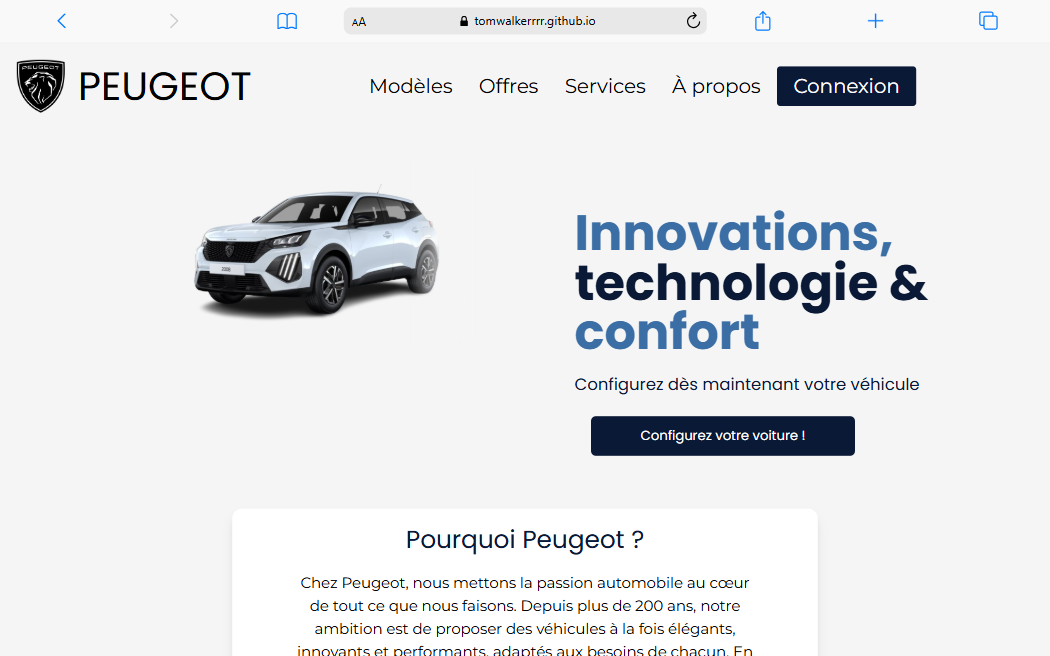 AA
tomwalkerrrr.github.io
PEUGEOT
PEUGEOT
Modèles
Offres
Services
À propos
Connexion
2008
Innovations,
technologie &
confort
Configurez dès maintenant votre véhicule
Configurez votre voiture !
Pourquoi Peugeot ?
Chez Peugeot, nous mettons la passion automobile au cœur
de tout ce que nous faisons. Depuis plus de 200 ans, notre
ambition est de proposer des véhicules à la fois élégants,
innovants et performants, adaptés aux besoins de chacun. En